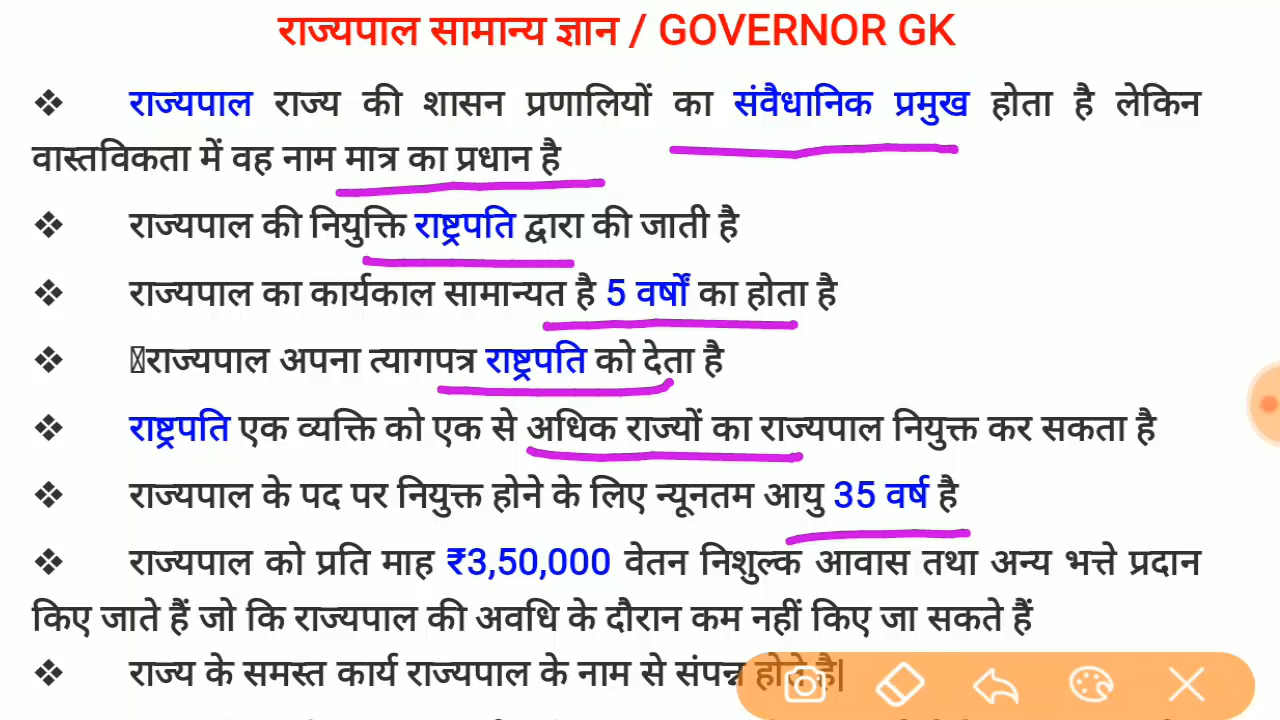 राज्यपाल सामान्य ज्ञान / GOVERNOR GK
❖ राज्यपाल राज्य की शासन प्रणालियों का संवैधानिक प्रमुख होता है लेकिन
वास्तविकता में वह नाम मात्र का प्रधान है
❖ राज्यपाल की नियुक्ति राष्ट्रपति द्वारा की जाती है
❖ राज्यपाल का कार्यकाल सामान्यत है 5 वर्षों का होता है
❖ राज्यपाल अपना त्यागपत्र राष्ट्रपति को देता है
❖ राष्ट्रपति एक व्यक्ति को एक से अधिक राज्यों का राज्यपाल नियुक्त कर सकता है
❖ राज्यपाल के पद पर नियुक्त होने के लिए न्यूनतम आयु 35 वर्ष है
❖ राज्यपाल को प्रति माह ₹3,50,000 वेतन निशुल्क आवास तथा अन्य भत्ते प्रदान
किए जाते हैं जो कि राज्यपाल की अवधि के दौरान कम नहीं किए जा सकते हैं
❖ राज्य के समस्त कार्य राज्यपाल के नाम से संपन्न होते है|